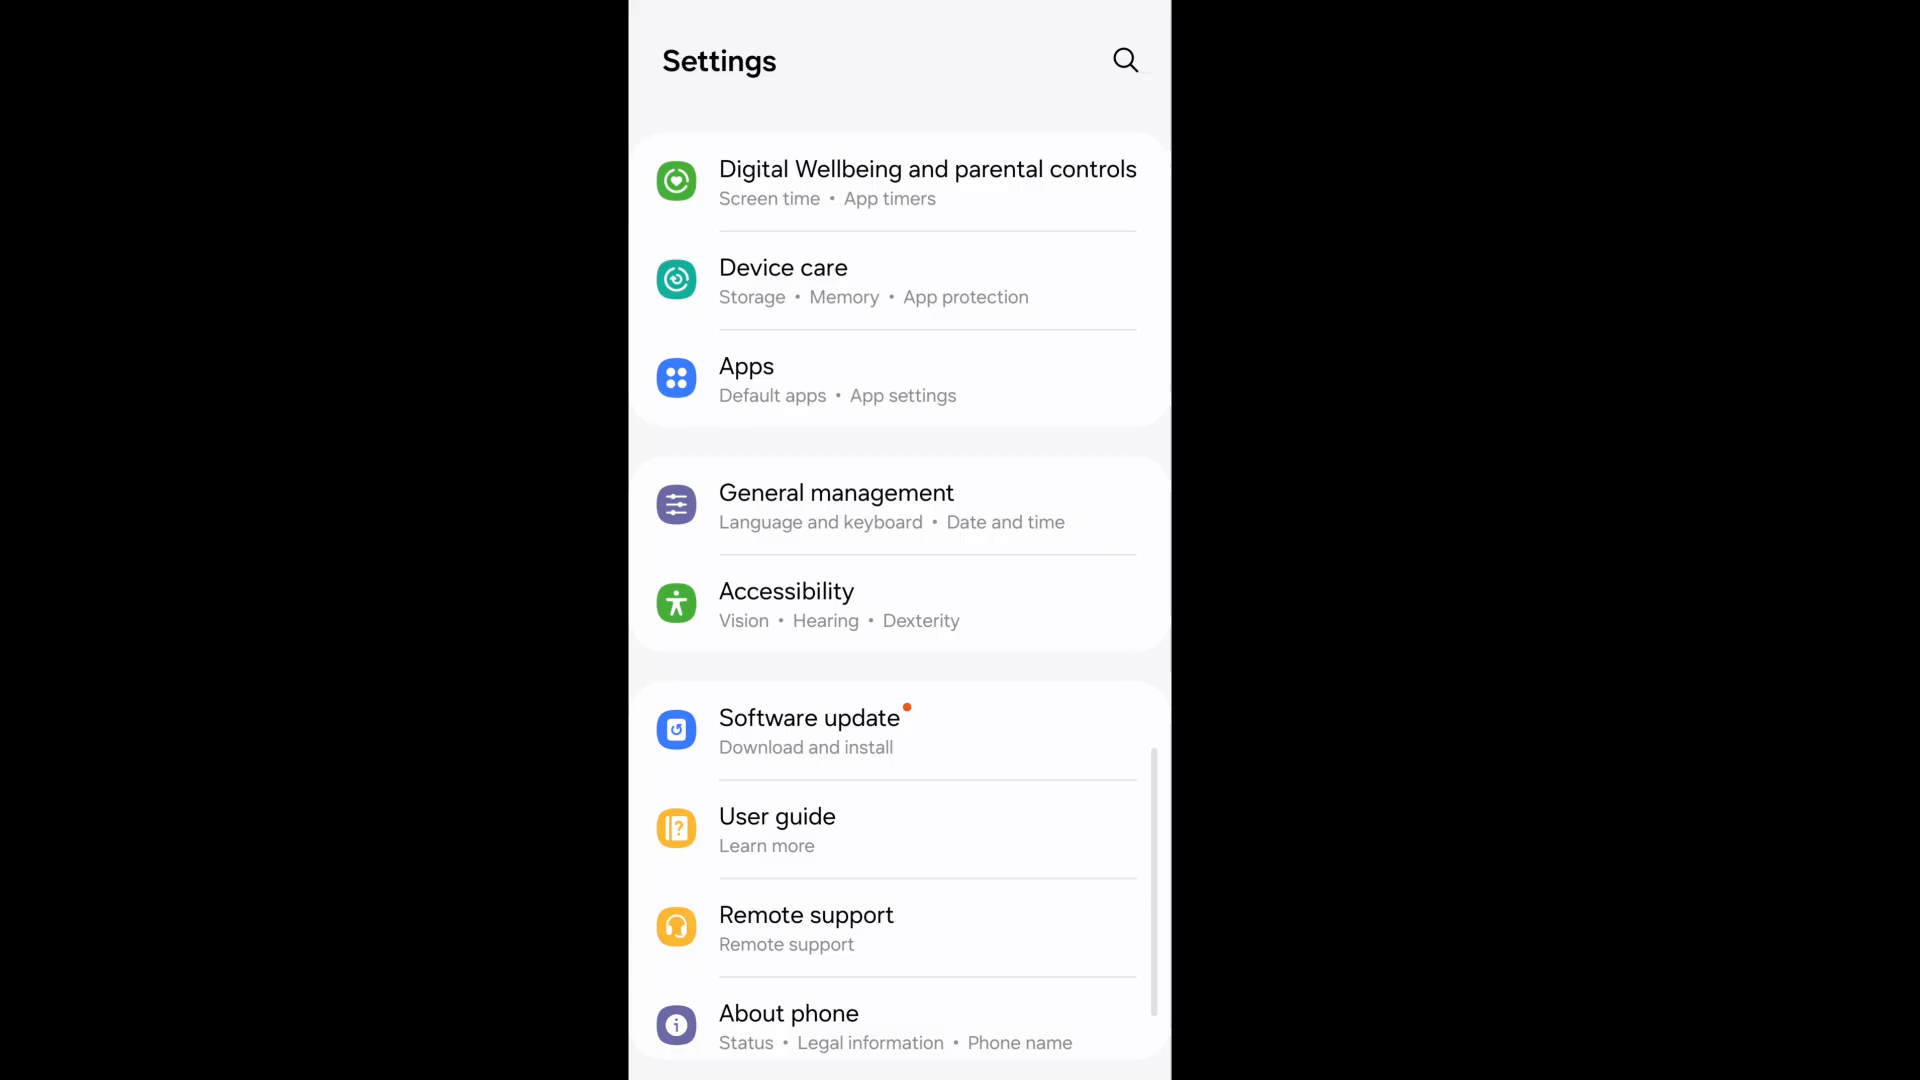 Settings
Digital Wellbeing and parental controls
Screen time • App timers
Device care
Storage • Memory • App protection
Apps
Default apps • App settings
General management
Language and keyboard • Date and time
Accessibility
Vision • Hearing • Dexterity
Software update
Download and install
User guide
Learn more
Remote support
Remote support
About phone
Status • Legal information • Phone name